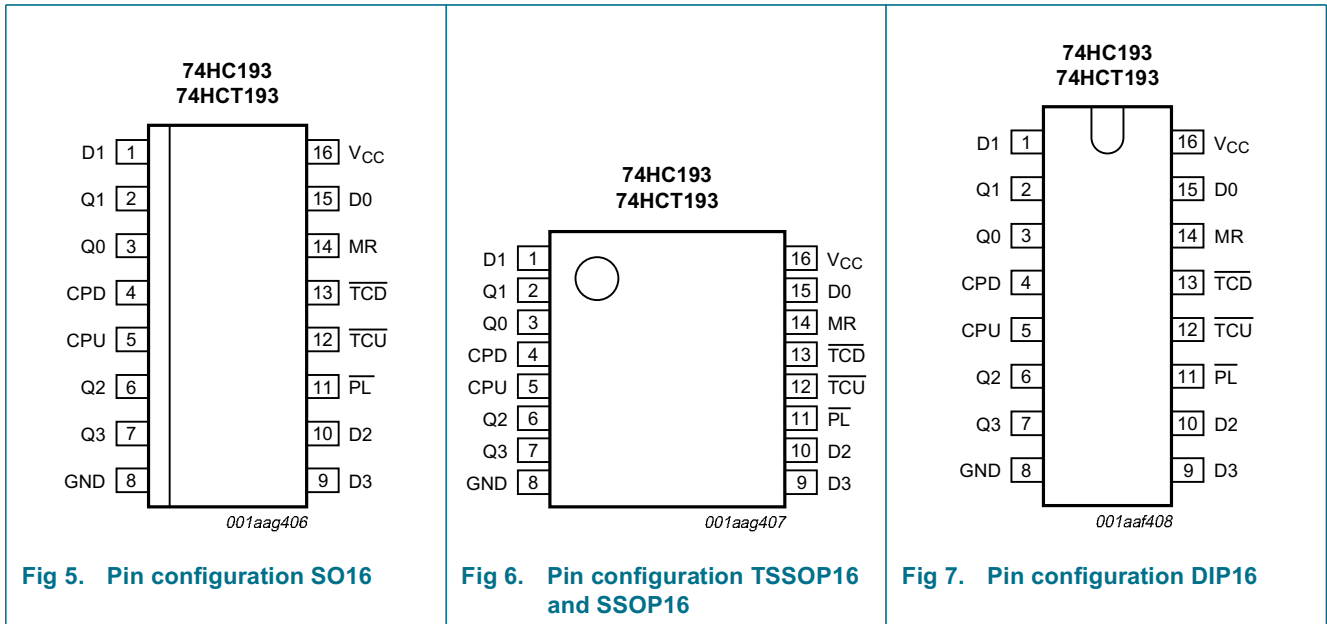 74HC193
74HCT193
D1 1 16 VCC
Q1 2 15 D0
Q0 3 14 MR
CPD 4 13 TCD
CPU 5 12 TCU
Q2 6 11 PL
Q3 7 10 D2
GND 8 9 D3
001aag406
Fig 5. Pin configuration SO16
74HC193
74HCT193
D1 1 16 VCC
Q1 2 15 D0
Q0 3 14 MR
CPD 4 13 TCD
CPU 5 12 TCU
Q2 6 11 PL
Q3 7 10 D2
GND 8 9 D3
001aag407
Fig 6. Pin configuration TSSOP16
and SSOP16
74HC193
74HCT193
D1 1 16 VCC
Q1 2 15 D0
Q0 3 14 MR
CPD 4 13 TCD
CPU 5 12 TCU
Q2 6 11 PL
Q3 7 10 D2
GND 8 9 D3
001aaf408
Fig 7. Pin configuration DIP16